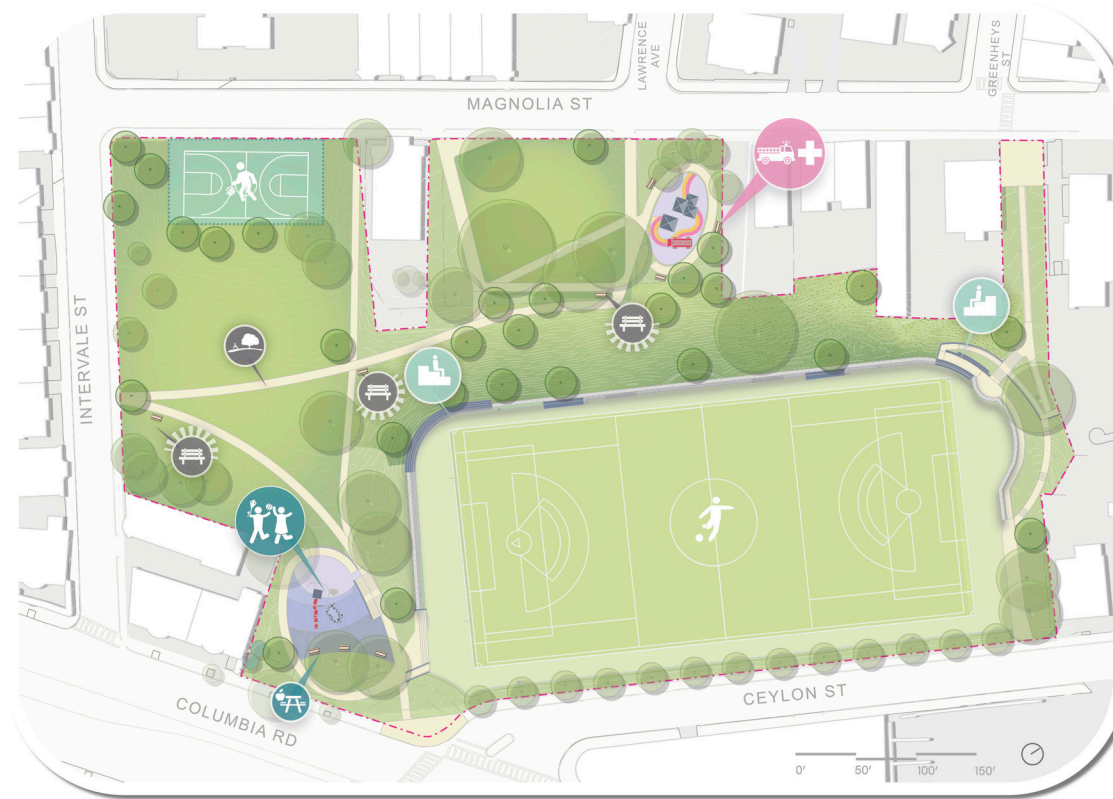 MAGNOLIA ST
LAWRENCE
AVE
GREENHEYS
ST
INTERVALE ST
COLUMBIA RD
CEYLON ST
0'
50'
100'
150'